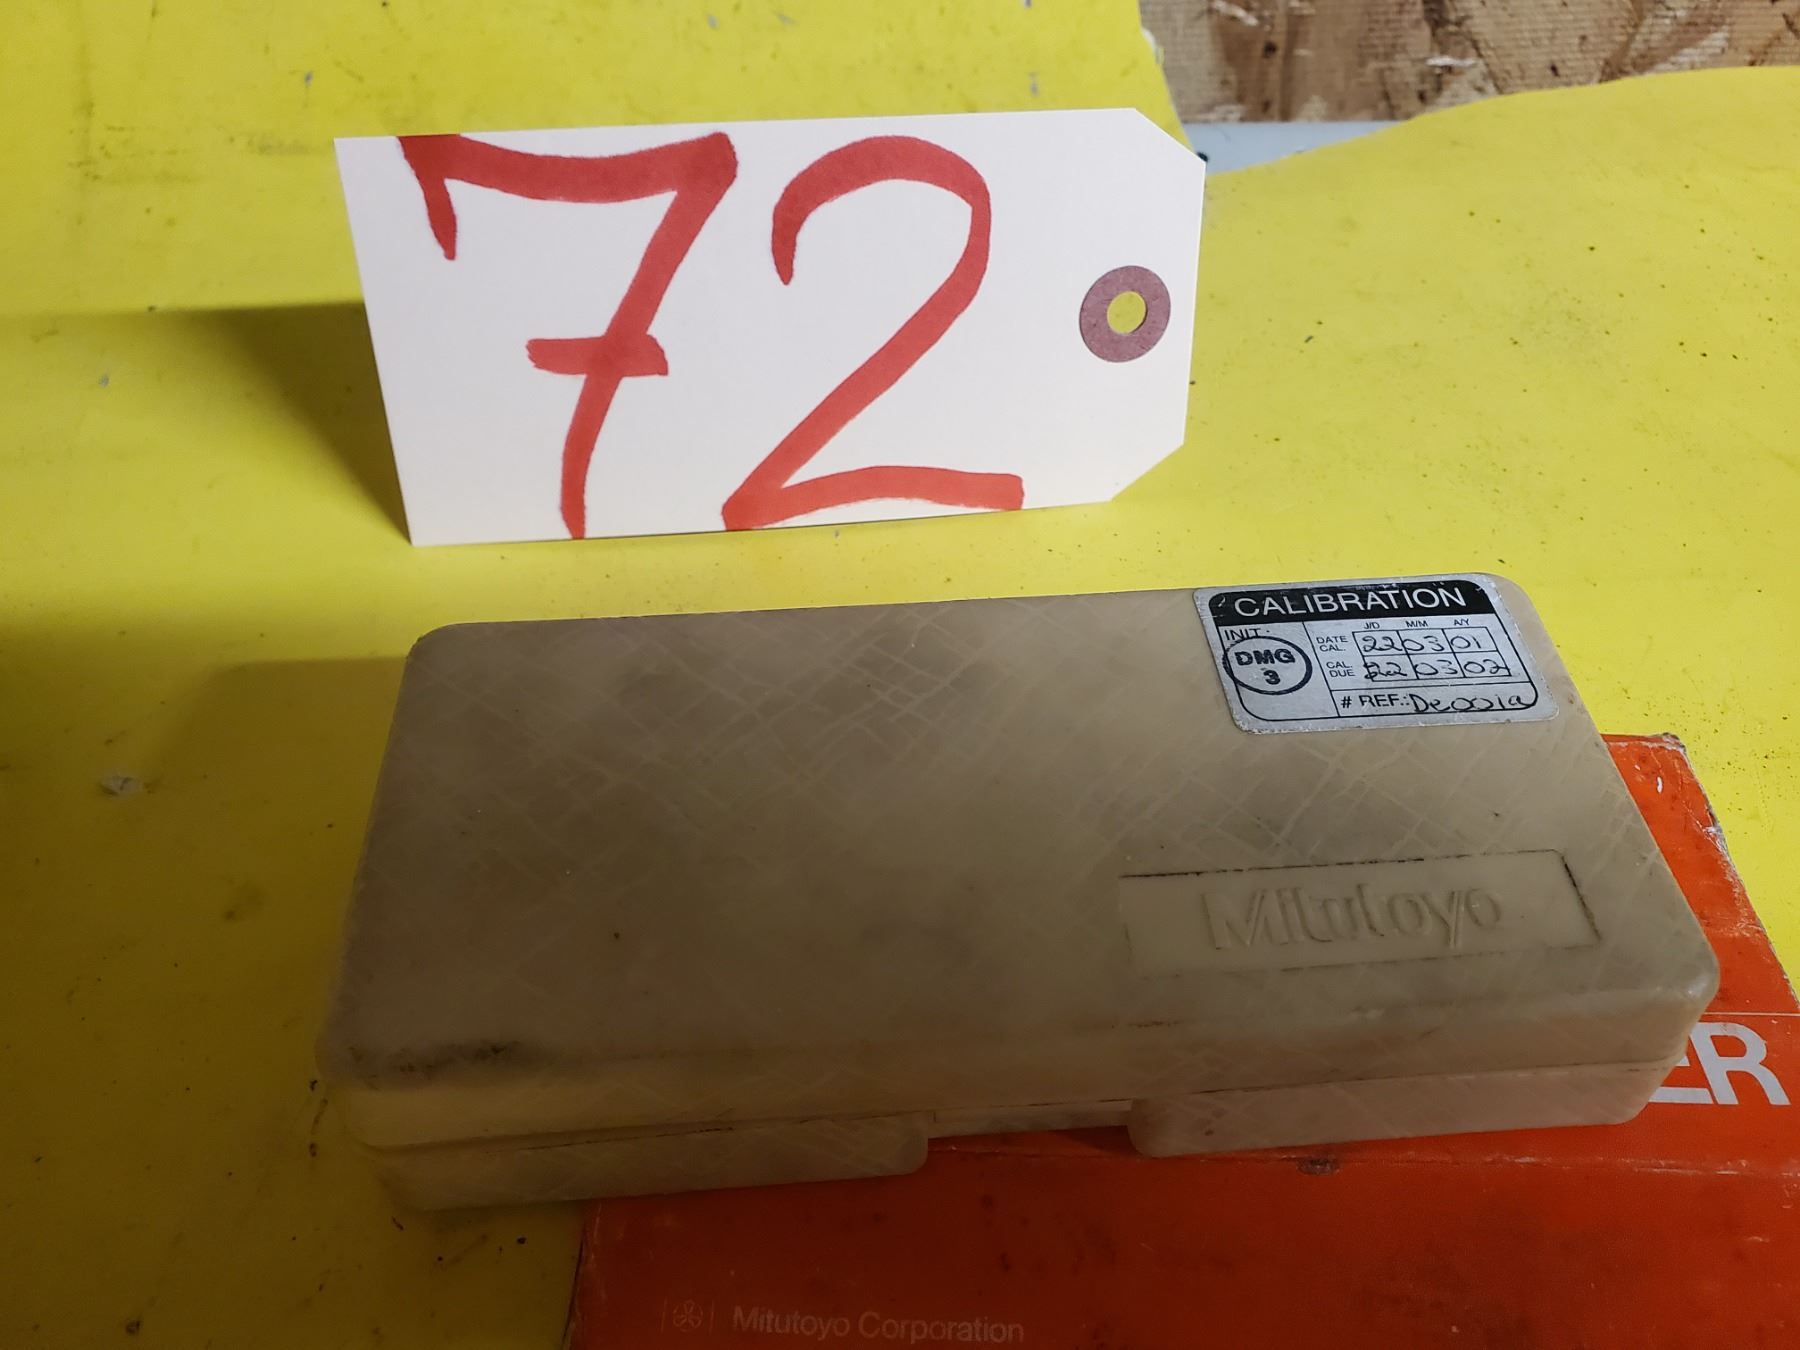 72
CALIBRATION
INIT.:
DMG
3
J/D M/M A/Y
DATE CAL. 22 03 01
CAL. DUE 22 03 02
# REF.: De001a
Mitutoyo
ER
Mitutoyo Corporation